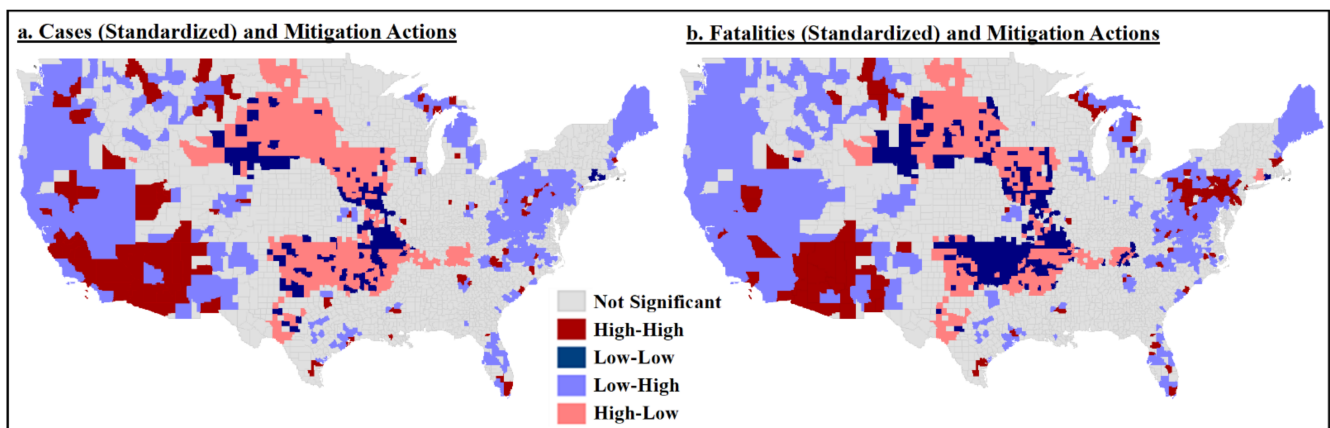 a. Cases (Standardized) and Mitigation Actions
b. Fatalities (Standardized) and Mitigation Actions
Not Significant
High-High
Low-Low
Low-High
High-Low